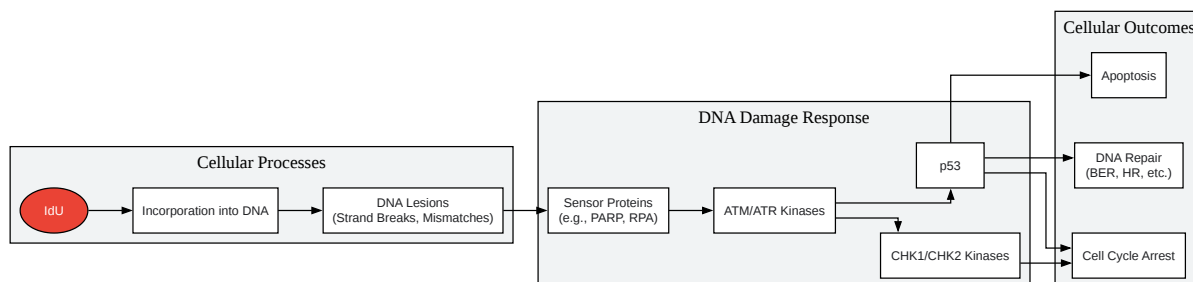 Cellular Processes
IdU
Incorporation into DNA
DNA Lesions
(Strand Breaks, Mismatches)
DNA Damage Response
Sensor Proteins
(e.g., PARP, RPA)
ATM/ATR Kinases
p53
CHK1/CHK2 Kinases
Cellular Outcomes
Apoptosis
DNA Repair
(BER, HR, etc.)
Cell Cycle Arrest